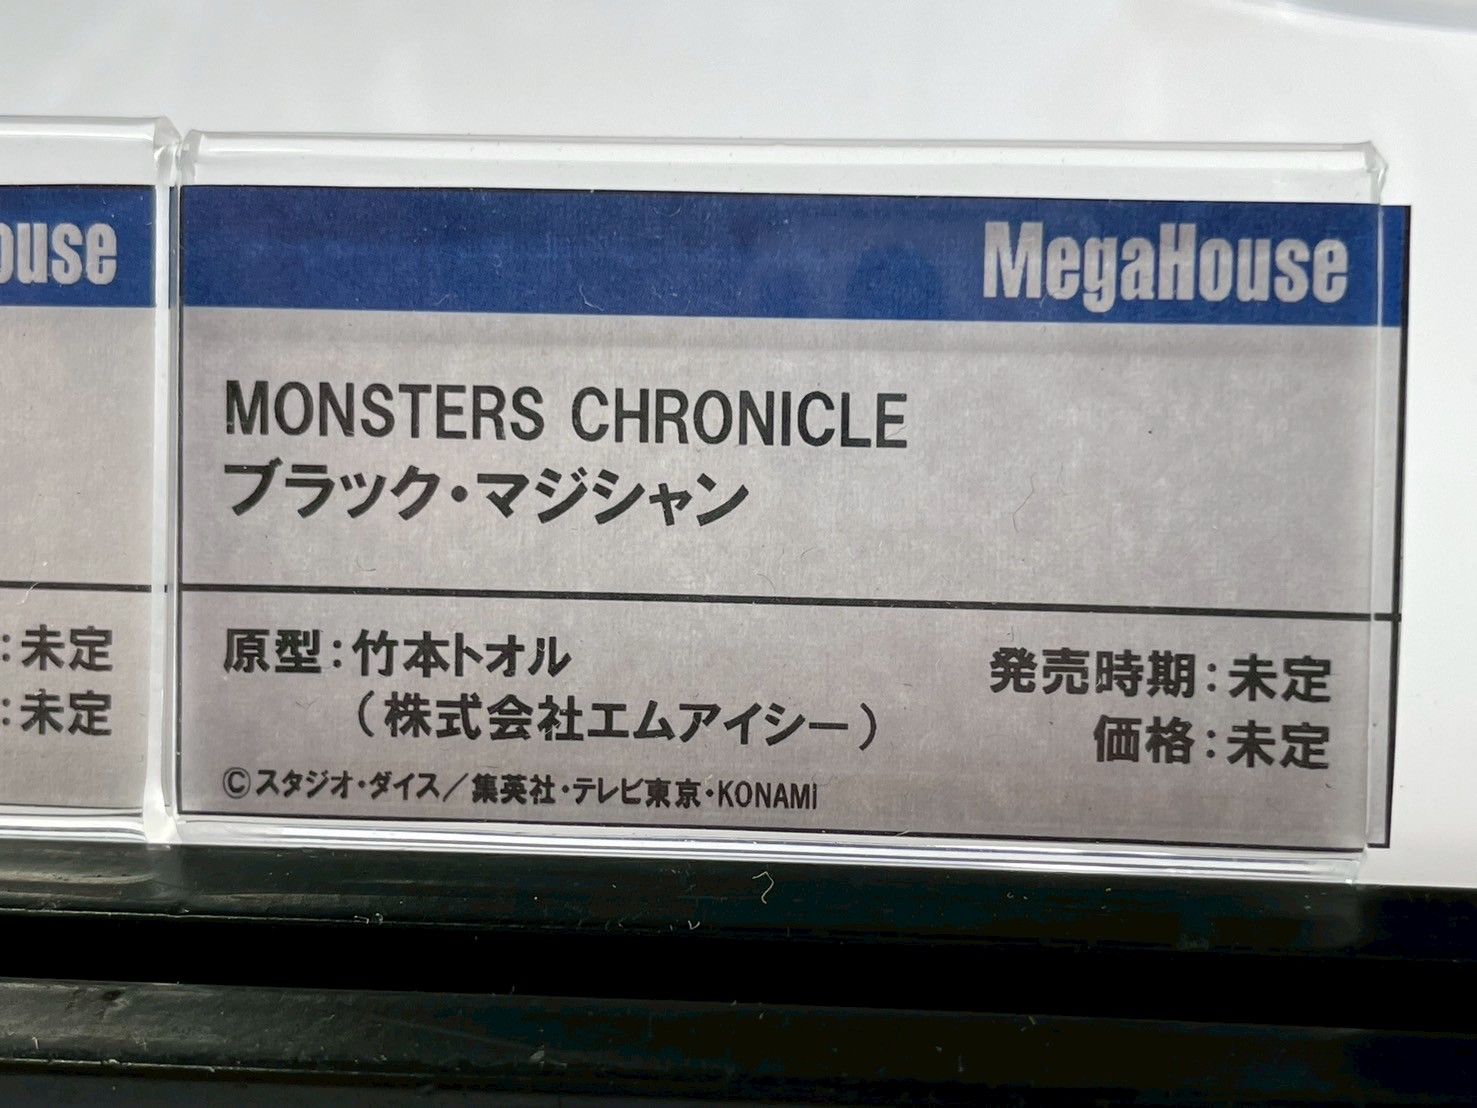 ouse
:未定
:未定
MegaHouse
MONSTERS CHRONICLE
ブラック・マジシャン
原型:竹本トオル
(株式会社エムアイシー)
発売時期:未定
価格:未定
©スタジオ・ダイス/集英社・テレビ東京・KONAMI